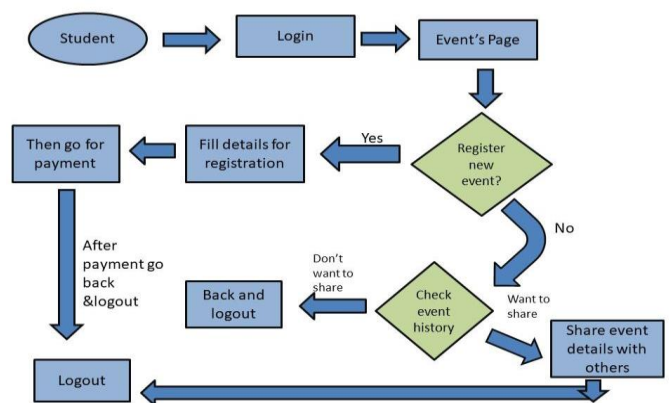 Student
Login
Event's Page
Register
new
event?
Yes
Fill details for
registration
Then go for
payment
After
payment go
back
&logout
No
Check
event
history
Don't
want to
share
Back and
logout
Want to
share
Share event
details with
others
Logout